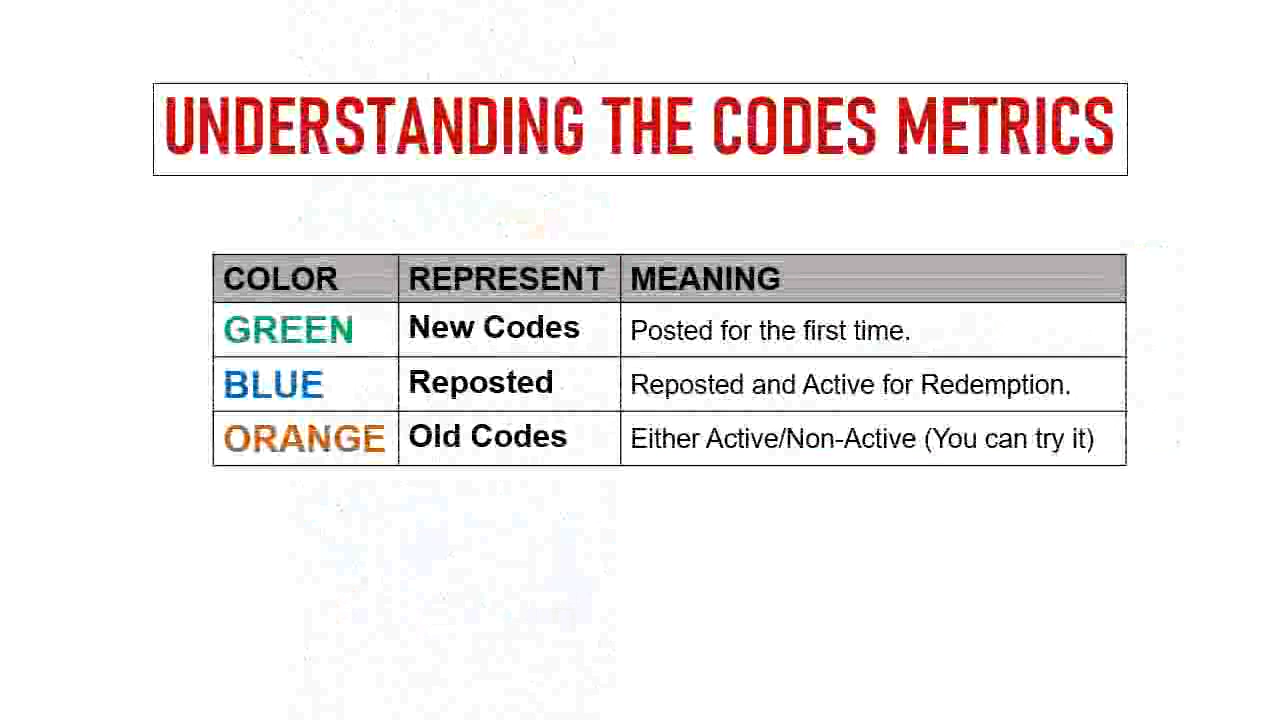 UNDERSTANDING THE CODES METRICS
COLOR REPRESENT MEANING
GREEN New Codes Posted for the first time.
BLUE Reposted Reposted and Active for Redemption.
ORANGE Old Codes Either Active/Non-Active (You can try it)